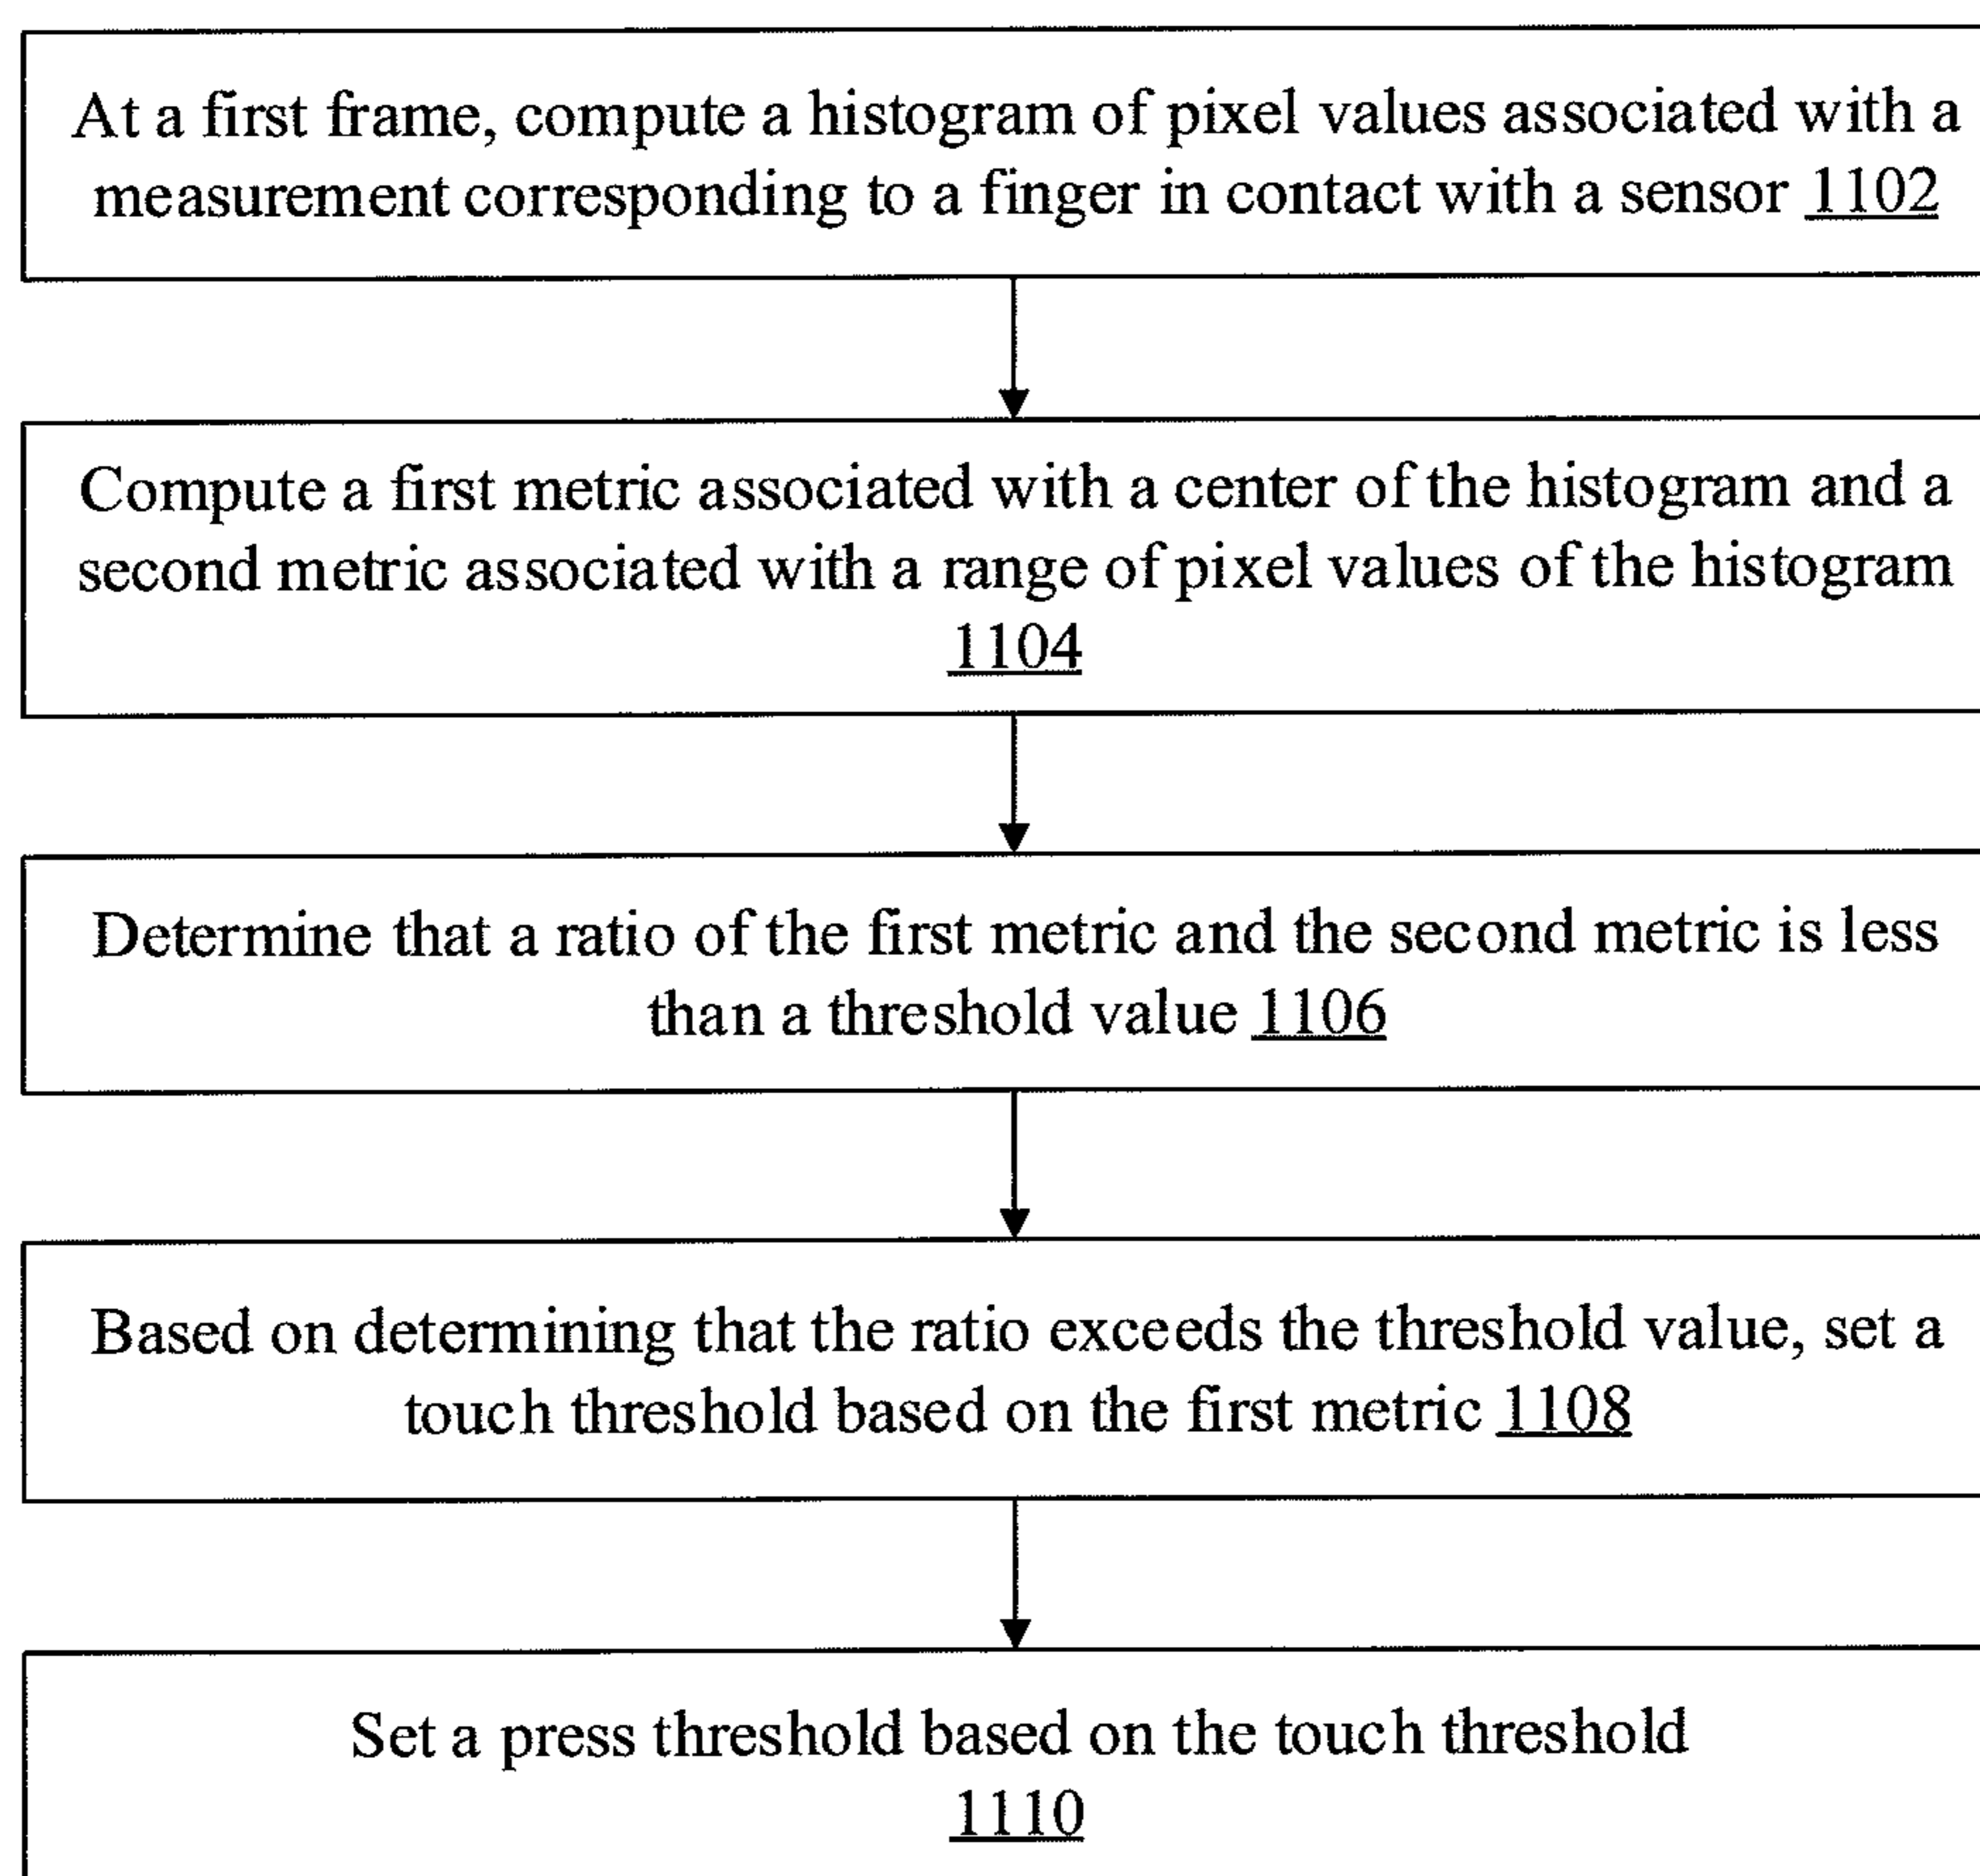 At a first frame, compute a histogram of pixel values associated with a
measurement corresponding to a finger in contact with a sensor 1102
Compute a first metric associated with a center of the histogram and a
second metric associated with a range of pixel values of the histogram
1104
Determine that a ratio of the first metric and the second metric is less
than a threshold value 1106
Based on determining that the ratio exceeds the threshold value, set a
touch threshold based on the first metric 1108
Set a press threshold based on the touch threshold
1110